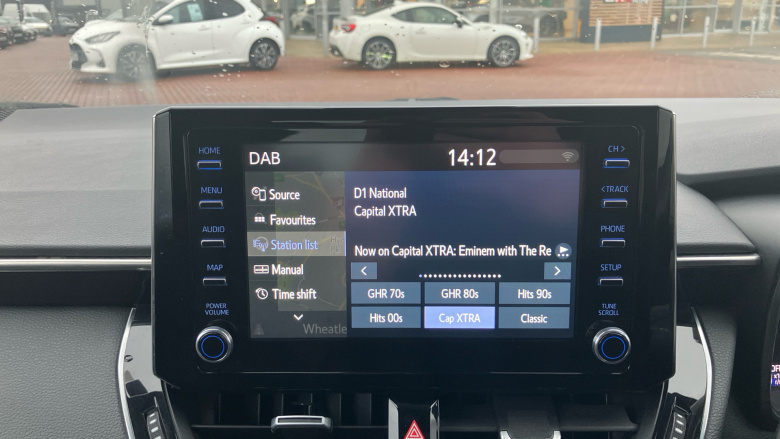 DAB 14:12
HOME
MENU
AUDIO
MAP
POWER
VOLUME
Source
Favourites
Station list
Manual
Time shift
Wheatle
D1 National
Capital XTRA
Now on Capital XTRA: Eminem with The Re
< >
GHR 70s GHR 80s Hits 90s
Hits 00s Cap XTRA Classic
CH >
< TRACK
PHONE
SETUP
TUNE
SCROLL